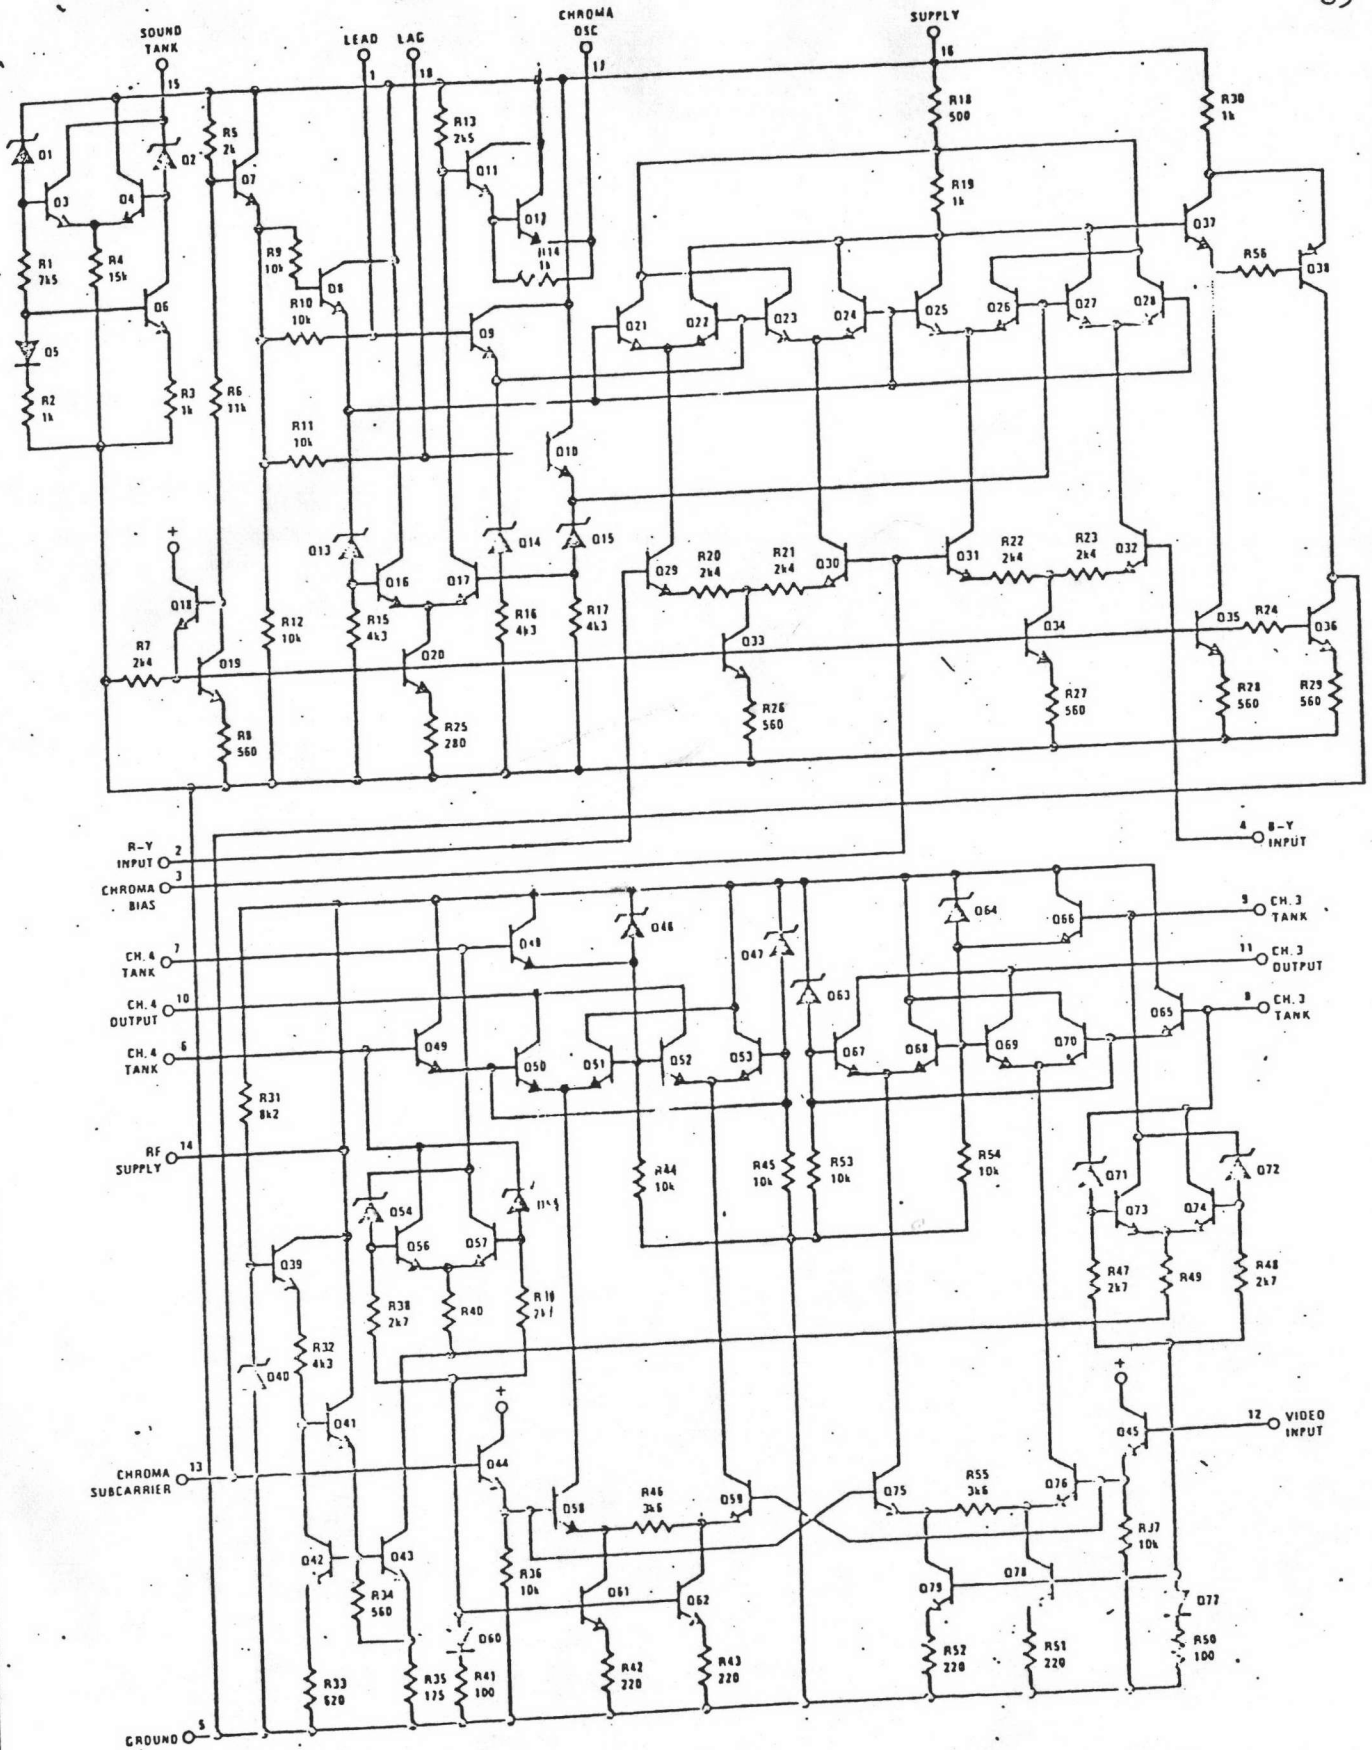 SOUND
TANK
15
LEAD
1
LAG
18
CHROMA
OSC
17
SUPPLY
16
Q1
Q2
R5
2k
Q7
R13
2k5
Q11
R18
500
R30
1k
Q3
Q4
R1
7k5
R4
15k
R9
10k
Q8
Q12
R14
1k
R19
1k
Q37
R56
Q38
Q6
R10
10k
Q9
Q21
Q22
Q23
Q24
Q25
Q26
Q27
Q28
Q5
R2
1k
R3
1k
R6
11k
R11
10k
Q10
+
Q13
Q14
Q15
Q16
Q17
Q29
R20
2k4
R21
2k4
Q30
Q31
R22
2k4
R23
2k4
Q32
Q18
R12
10k
R15
4k3
R16
4k3
R17
4k3
R7
2k4
Q19
Q20
Q33
Q34
Q35
R24
Q36
R8
560
R25
280
R26
560
R27
560
R28
560
R29
560
R-Y
INPUT
2
4
B-Y
INPUT
CHROMA
BIAS
3
CH.4
TANK
7
Q48
Q46
Q47
Q64
Q66
9
CH.3
TANK
CH.4
OUTPUT
10
Q63
11
CH.3
OUTPUT
CH.4
TANK
6
Q49
Q50
Q51
Q52
Q53
Q67
Q68
Q69
Q70
Q65
8
CH.3
TANK
R31
8k2
RF
SUPPLY
14
R44
10k
R45
10k
R53
10k
R54
10k
Q71
Q72
Q54
Q56
Q57
Q73
Q74
Q39
R38
2k7
R40
R47
2k7
R49
R48
2k7
R32
4k3
Q40
Q41
+
+
Q45
12
VIDEO
INPUT
CHROMA
SUBCARRIER
13
Q44
Q58
R46
3k6
Q59
Q75
R55
3k6
Q76
Q42
Q43
R36
10k
R37
10k
R34
560
Q61
Q62
Q79
Q78
Q77
Q60
R33
620
R35
175
R41
100
R42
220
R43
220
R52
220
R51
220
R50
100
GROUND
5